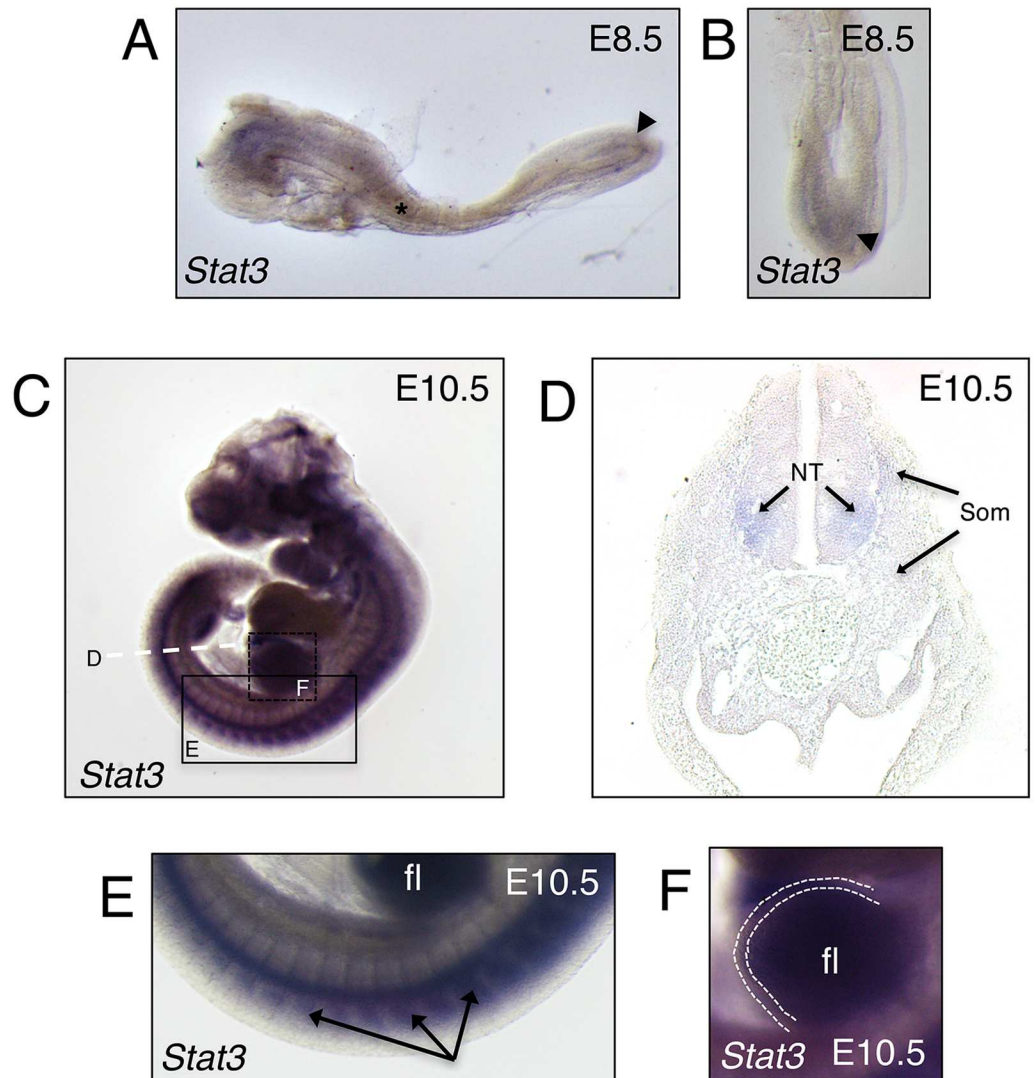 A
E8.5
*
Stat3
B
E8.5
Stat3
C
E10.5
D
F
E
Stat3
D
E10.5
NT
Som
E
fl
E10.5
Stat3
F
fl
Stat3 E10.5